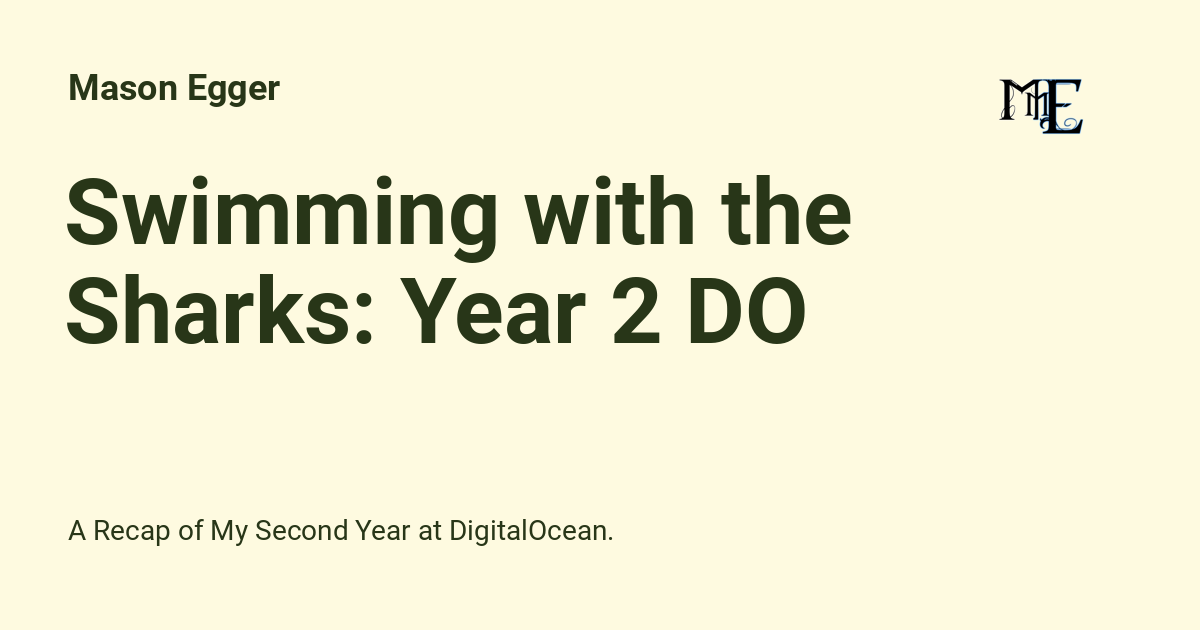 Mason Egger
MmE
Swimming with the
Sharks: Year 2 DO
A Recap of My Second Year at DigitalOcean.